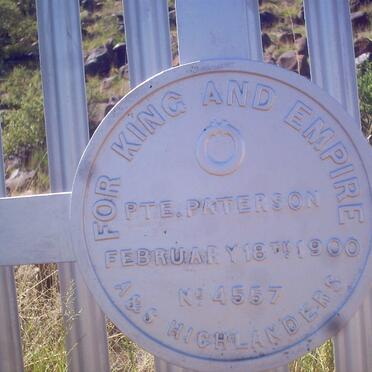 FOR KING AND EMPIRE
PTE. PATERSON
FEBRUARY 18TH 1900
No 4557
A&S HIGHLANDERS